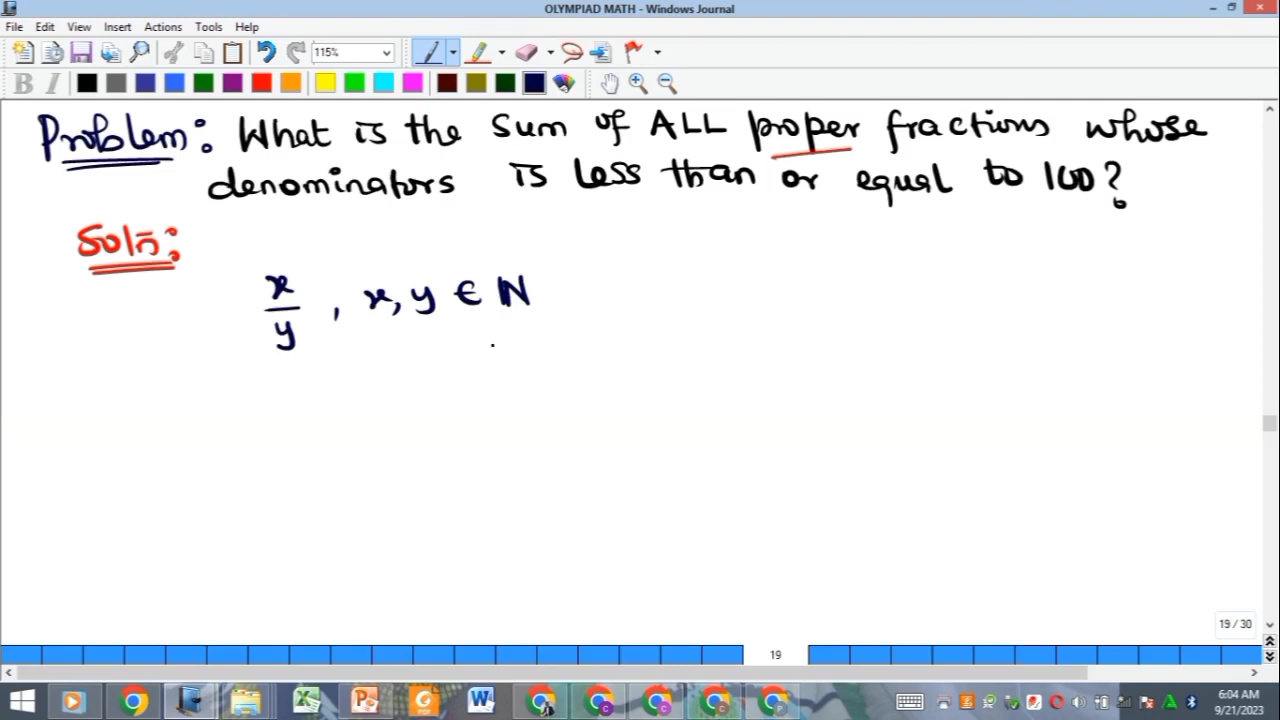 OLYMPIAD MATH - Windows Journal
File Edit View Insert Actions Tools Help
115%
B I
Problem: What is the sum of ALL proper fractions whose
denominators is less than or equal to 100?
Soln:
x/y , x, y ∈ ℕ
19 / 30
19
6:04 AM
9/21/2023